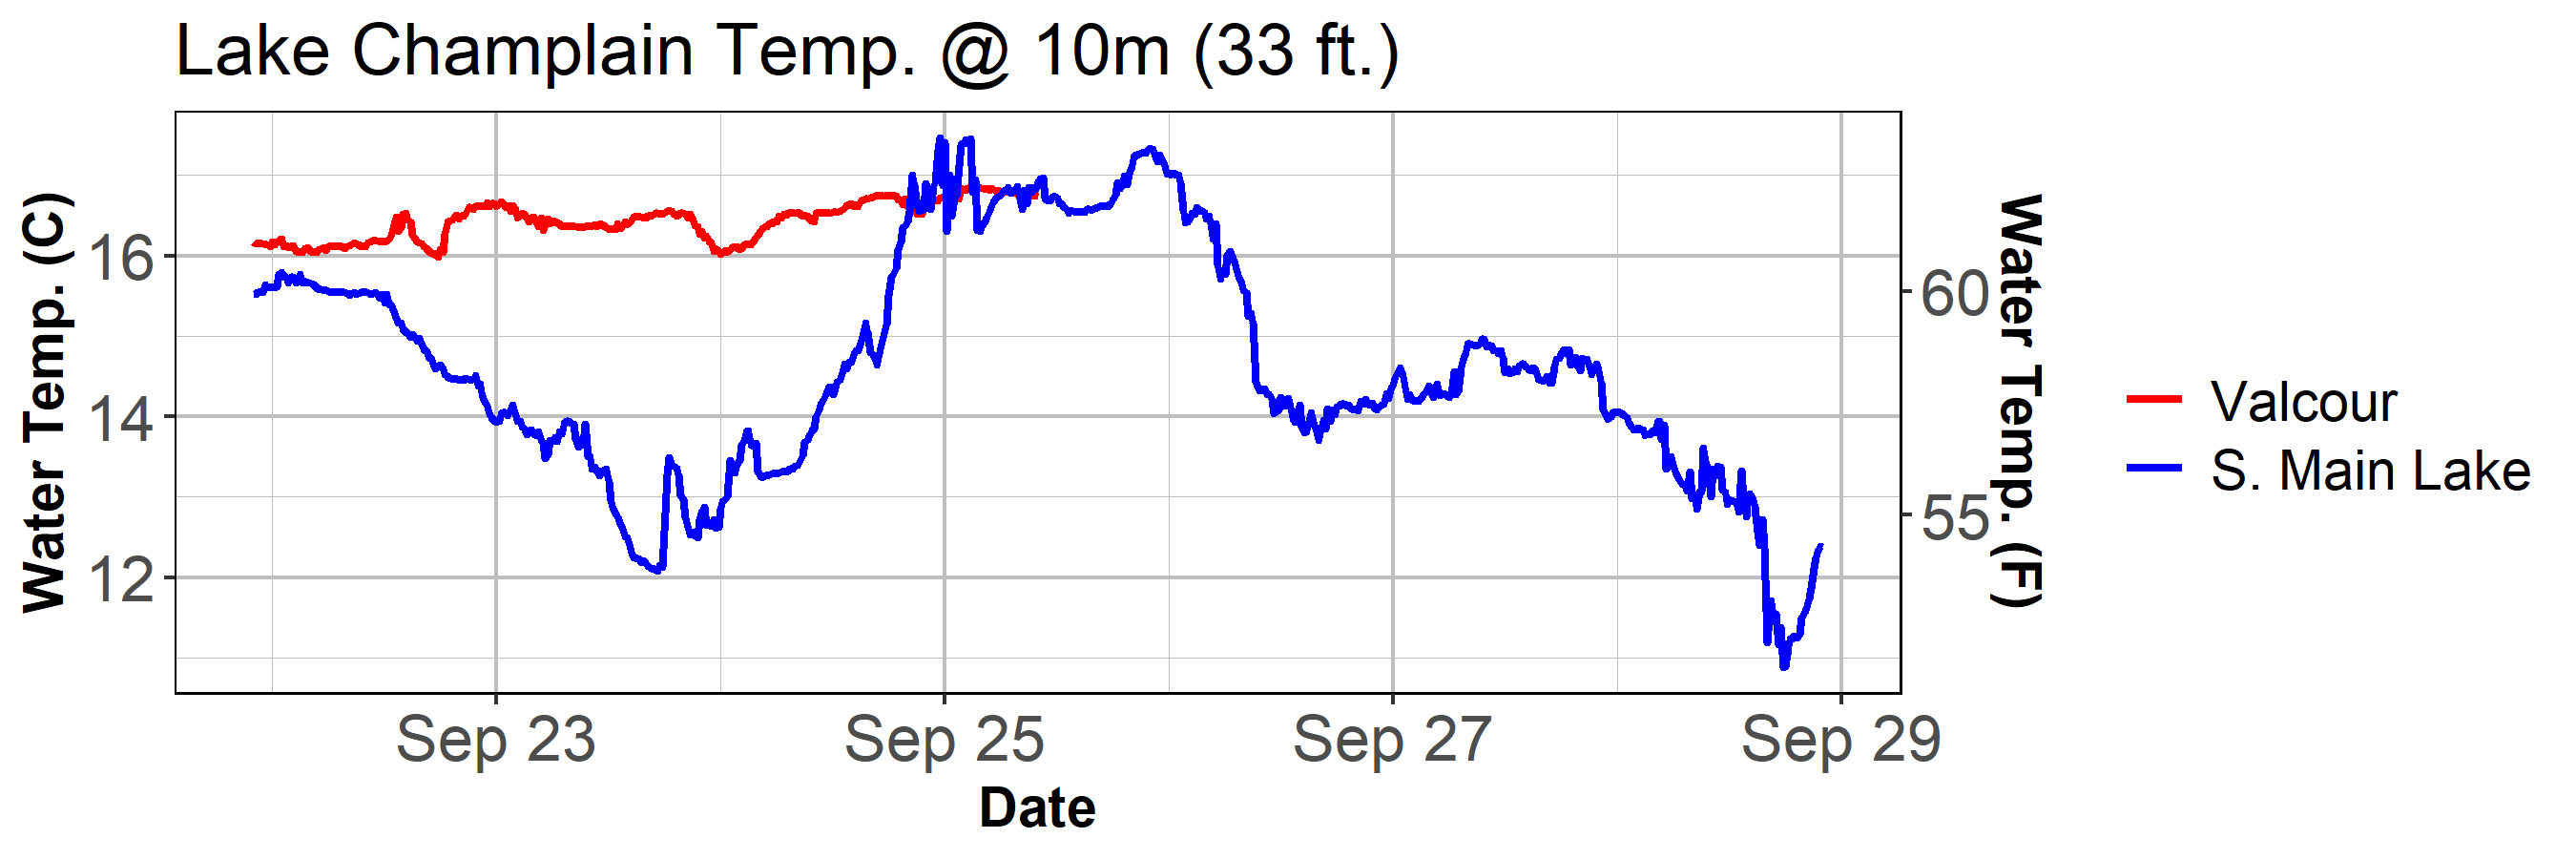 Lake Champlain Temp. @ 10m (33 ft.)
Water Temp. (C)
16
14
12
60
55
Water Temp. (F)
Sep 23
Sep 25
Sep 27
Sep 29
Date
Valcour
S. Main Lake